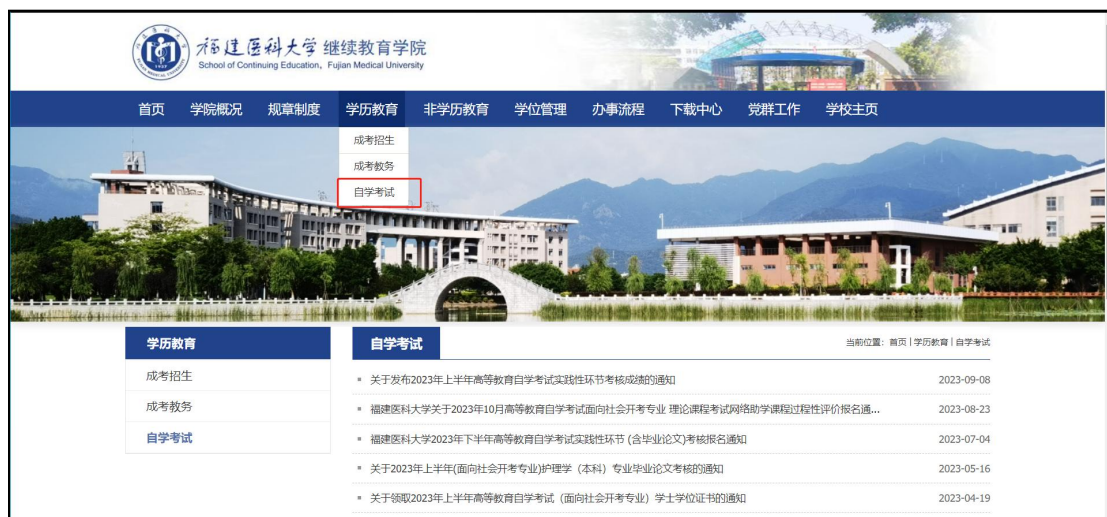 福建医科大学 继续教育学院
School of Continuing Education, Fujian Medical University
首页 学院概况 规章制度 学历教育 非学历教育 学位管理 办事流程 下载中心 党群工作 学校主页
成考招生
成考教务
自学考试
学历教育
成考招生
成考教务
自学考试
自学考试
当前位置: 首页 | 学历教育 | 自学考试
关于发布2023年上半年高等教育自学考试实践性环节考核成绩的通知 2023-09-08
福建医科大学关于2023年10月高等教育自学考试面向社会开考专业 理论课程考试网络助学课程过程性评价报名通... 2023-08-23
福建医科大学2023年下半年高等教育自学考试实践性环节 (含毕业论文)考核报名通知 2023-07-04
关于2023年上半年(面向社会开考专业)护理学（本科）专业毕业论文考核的通知 2023-05-16
关于领取2023年上半年高等教育自学考试（面向社会开考专业）学士学位证书的通知 2023-04-19